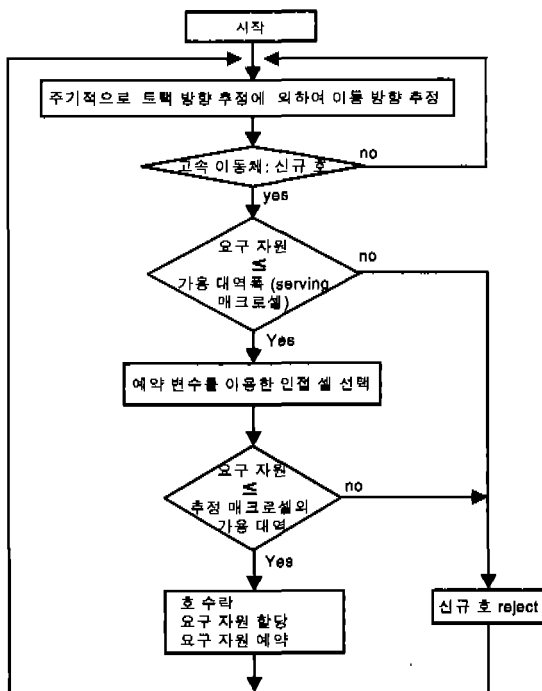 시작
주기적으로 트랙 방향 추정에 의하여 이동 방향 추정
고속 이동체: 신규 호
no
yes
요구 자원
≤
가용 대역폭 (serving
매크로셀)
no
Yes
예약 변수를 이용한 인접 셀 선택
요구 자원
≤
추정 매크로셀의
가용 대역
no
Yes
호 수락
요구 자원 할당
요구 자원 예약
신규 호 reject